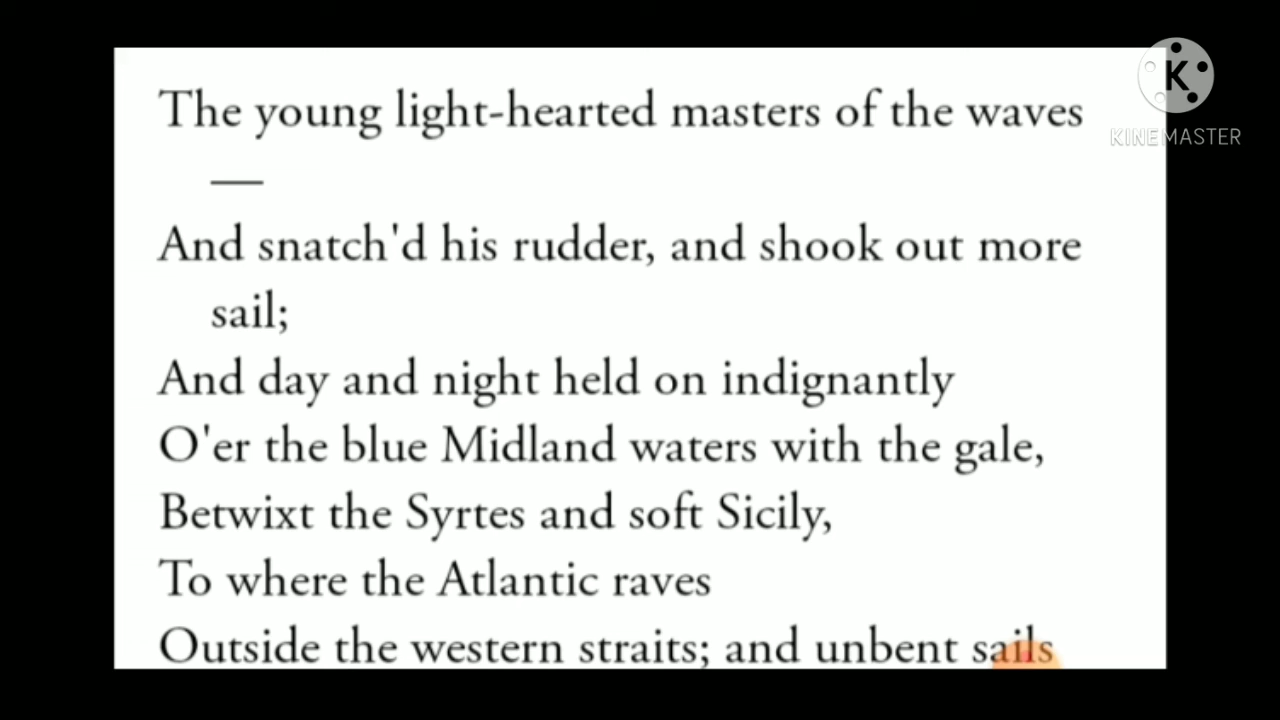 The young light-hearted masters of the waves
—
And snatch'd his rudder, and shook out more
sail;
And day and night held on indignantly
O'er the blue Midland waters with the gale,
Betwixt the Syrtes and soft Sicily,
To where the Atlantic raves
Outside the western straits; and unbent sails
K
KINEMASTER